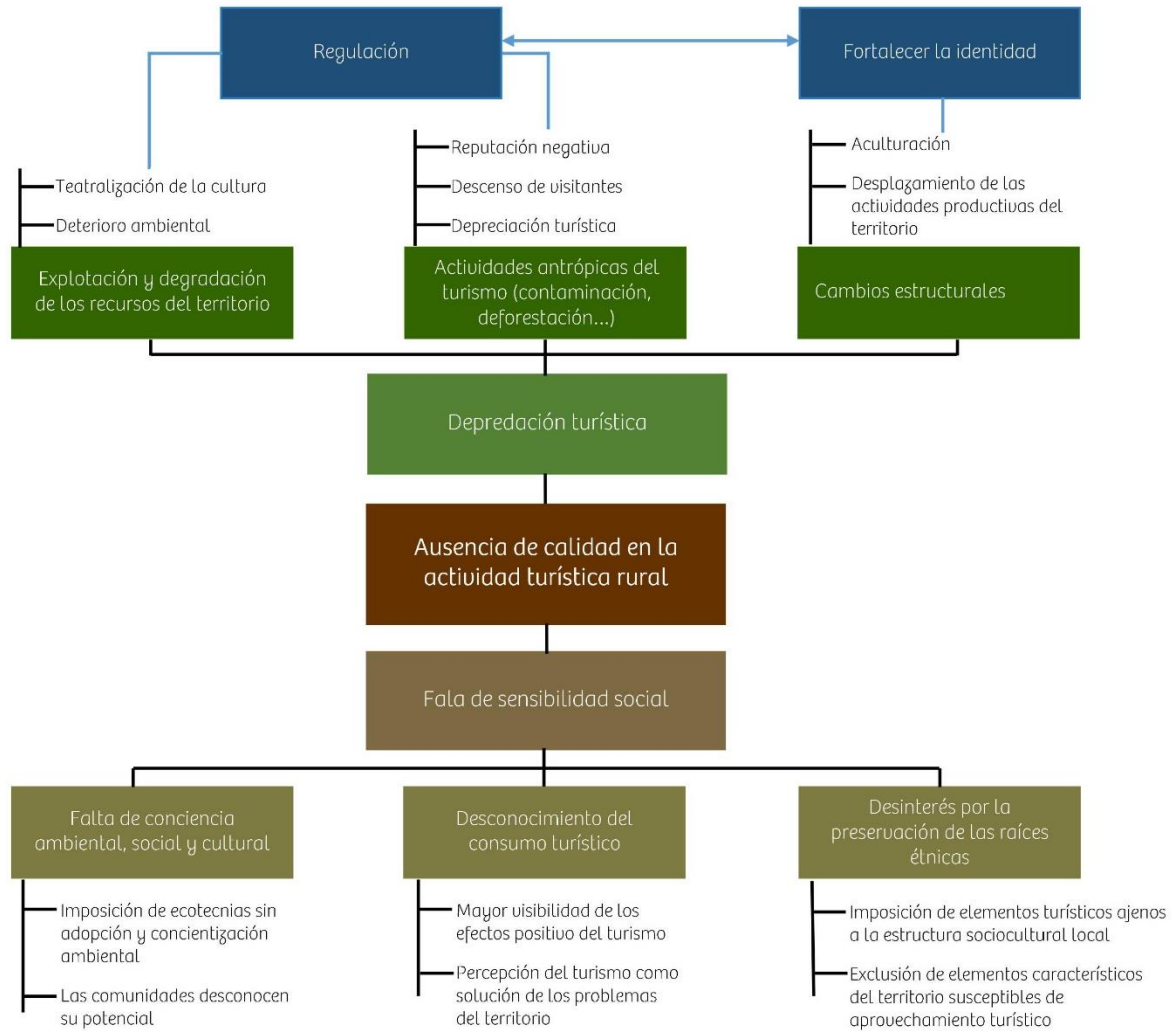 Regulación
Fortalecer la identidad
Teatralización de la cultura
Deterioro ambiental
Reputación negativa
Descenso de visitantes
Depreciación turística
Aculturación
Desplazamiento de las
actividades productivas del
territorio
Explotación y degradación
de los recursos del territorio
Actividades antrópicas del
turismo (contaminación,
deforestación...)
Cambios estructurales
Depredación turística
Ausencia de calidad en la
actividad turística rural
Fala de sensibilidad social
Falta de conciencia
ambiental, social y cultural
Desconocimiento del
consumo turístico
Desinterés por la
preservación de las raíces
étnicas
Imposición de ecotecnias sin
adopción y concientización
ambiental
Las comunidades desconocen
su potencial
Mayor visibilidad de los
efectos positivo del turismo
Percepción del turismo como
solución de los problemas
del territorio
Imposición de elementos turísticos ajenos
a la estructura sociocultural local
Exclusión de elementos característicos
del territorio susceptibles de
aprovechamiento turístico